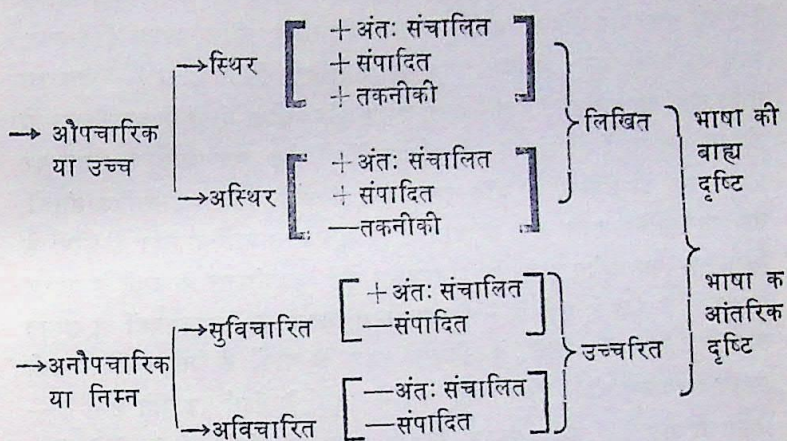 → औपचारिक
या उच्च
→स्थिर
+अंतः संचालित
+संपादित
+तकनीकी
→अस्थिर
+अंतः संचालित
+संपादित
—तकनीकी
लिखित
→अनौपचारिक
या निम्न
→सुविचारित
+अंतः संचालित
—संपादित
→अविचारित
—अंतः संचालित
—संपादित
उच्चरित
भाषा की
बाह्य
दृष्टि
भाषा क
आंतरिक
दृष्टि